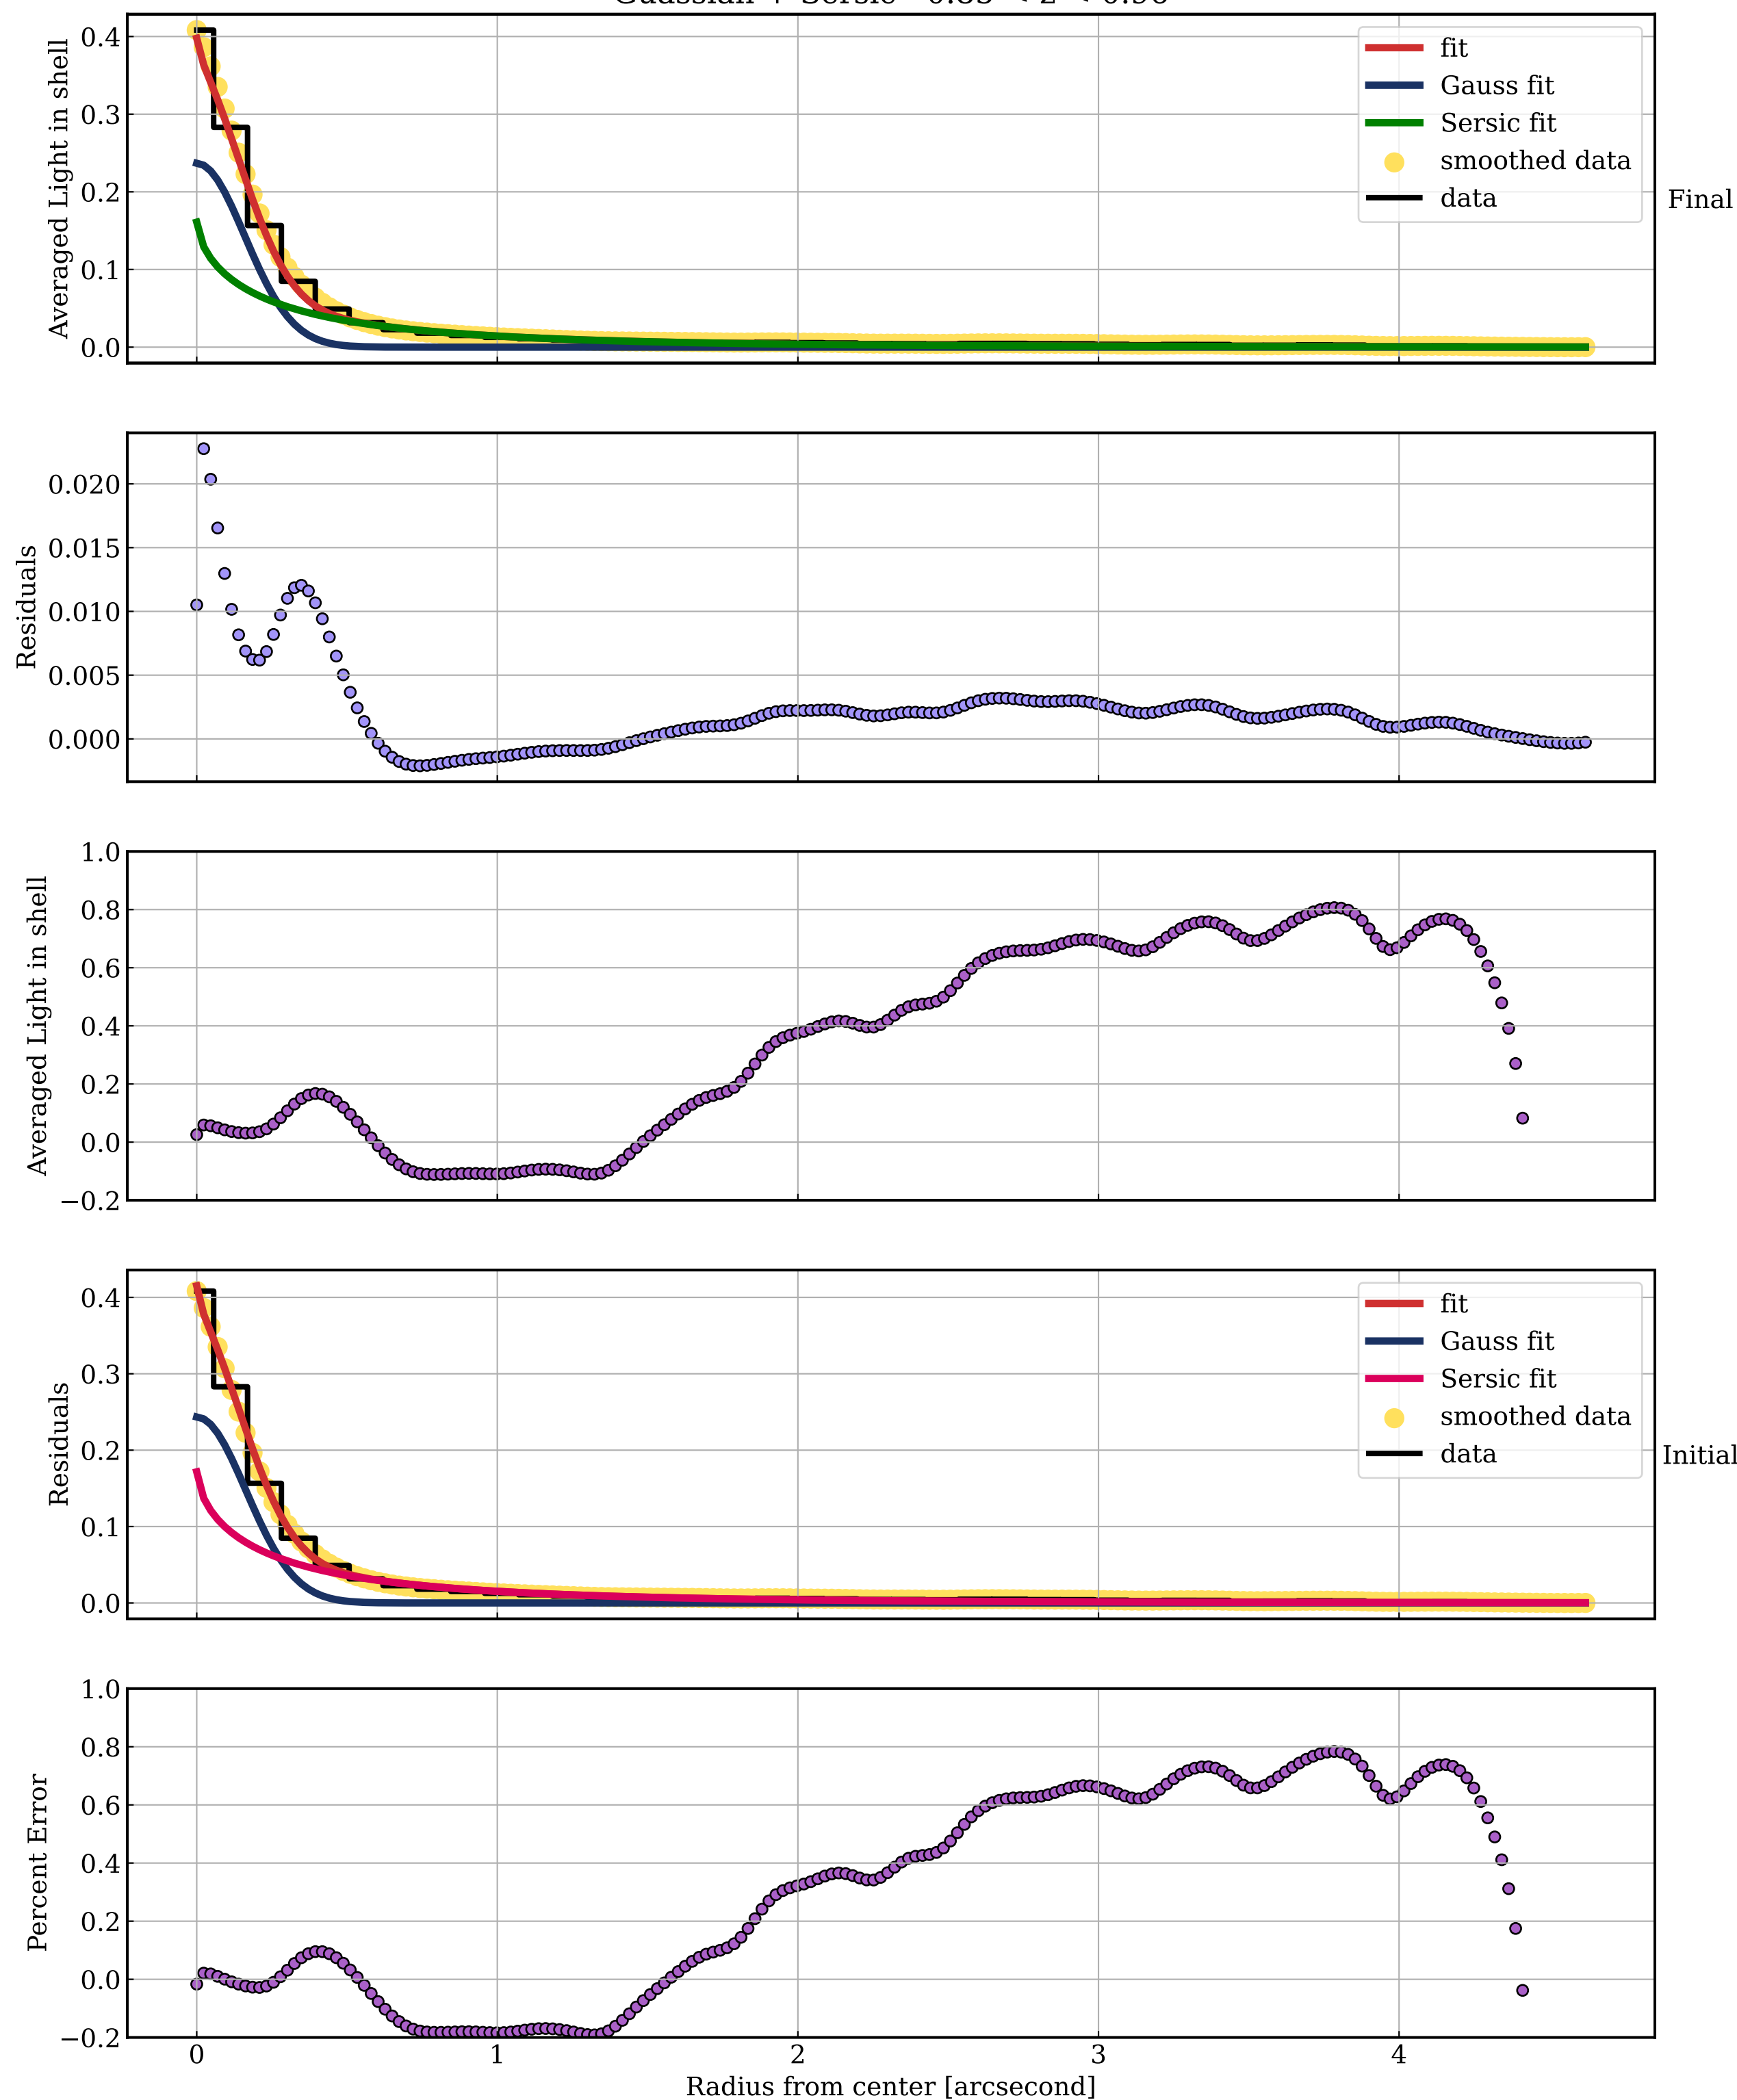 0.4
0.3
0.2
0.1
0.0
Averaged Light in shell
fit
Gauss fit
Sersic fit
smoothed data
data
Final
0.020
0.015
0.010
0.005
0.000
Residuals
1.0
0.8
0.6
0.4
0.2
0.0
−0.2
Averaged Light in shell
0.4
0.3
0.2
0.1
0.0
Residuals
fit
Gauss fit
Sersic fit
smoothed data
data
Initial
1.0
0.8
0.6
0.4
0.2
0.0
−0.2
Percent Error
0 1 2 3 4
Radius from center [arcsecond]